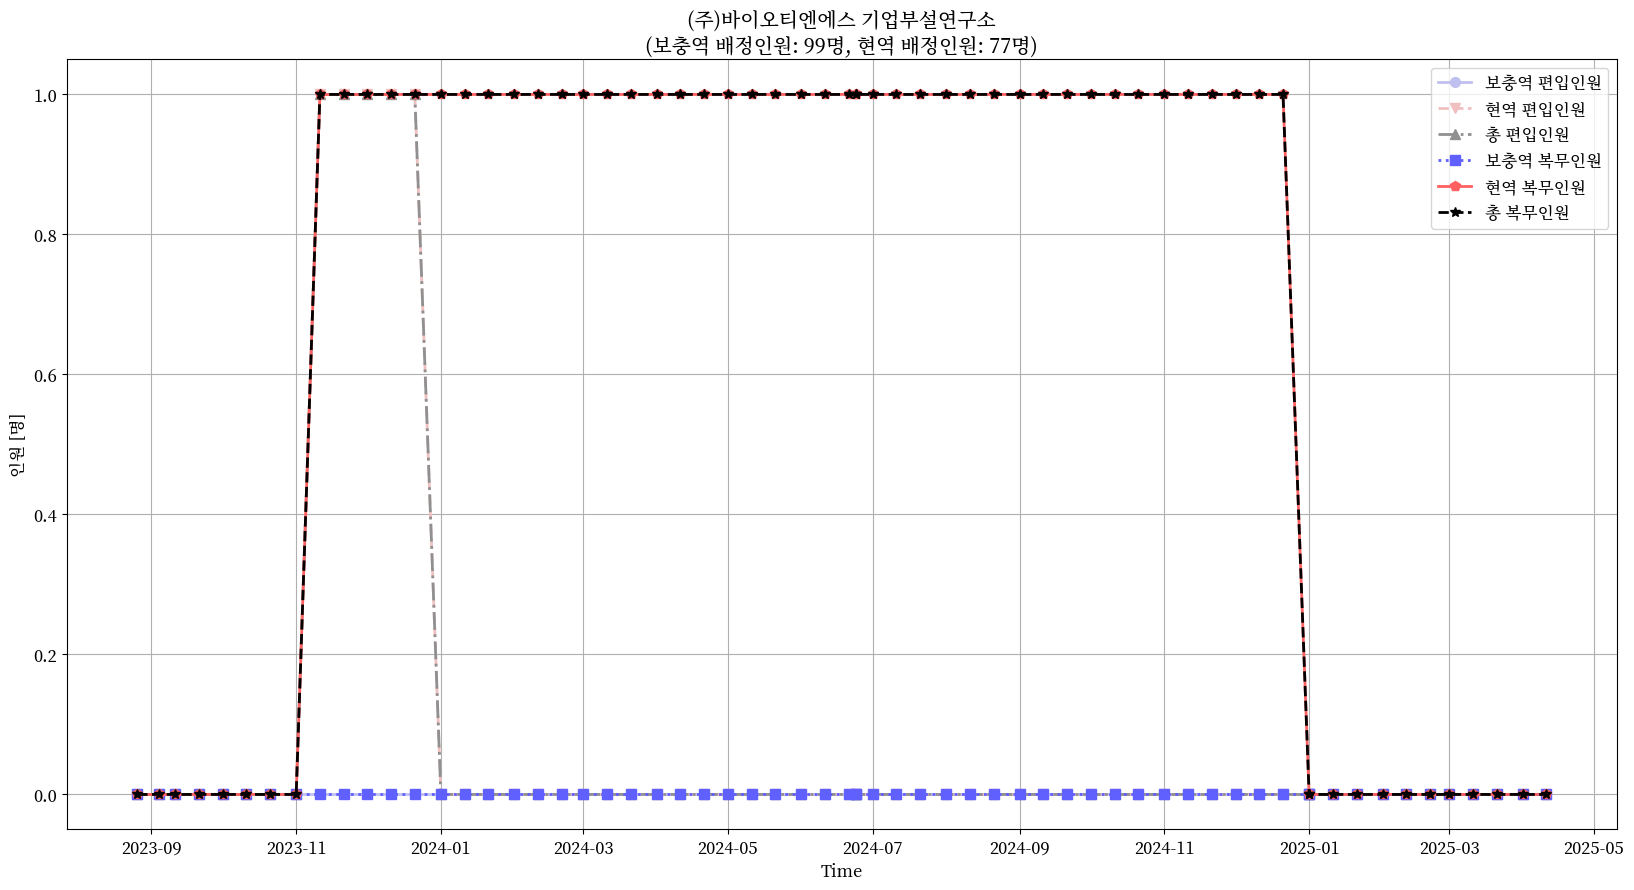 (주)바이오티엔에스 기업부설연구소
(보충역 배정인원: 99명, 현역 배정인원: 77명)
보충역 편입인원
현역 편입인원
총 편입인원
보충역 복무인원
현역 복무인원
총 복무인원
인원 [명]
1.0
0.8
0.6
0.4
0.2
0.0
2023-09 2023-11 2024-01 2024-03 2024-05 2024-07 2024-09 2024-11 2025-01 2025-03 2025-05
Time